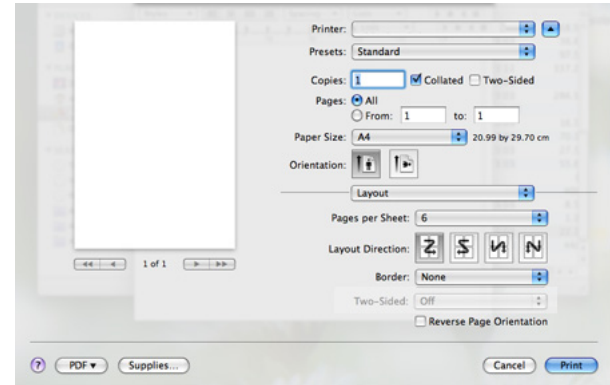 Printer:
Presets: Standard
Copies: 1 Collated Two-Sided
Pages: All
From: 1 to: 1
Paper Size: A4 20.99 by 29.70 cm
Orientation:
Layout
Pages per Sheet: 6
Layout Direction:
1 of 1
Border: None
Two-Sided: Off
Reverse Page Orientation
? PDF Supplies... Cancel Print